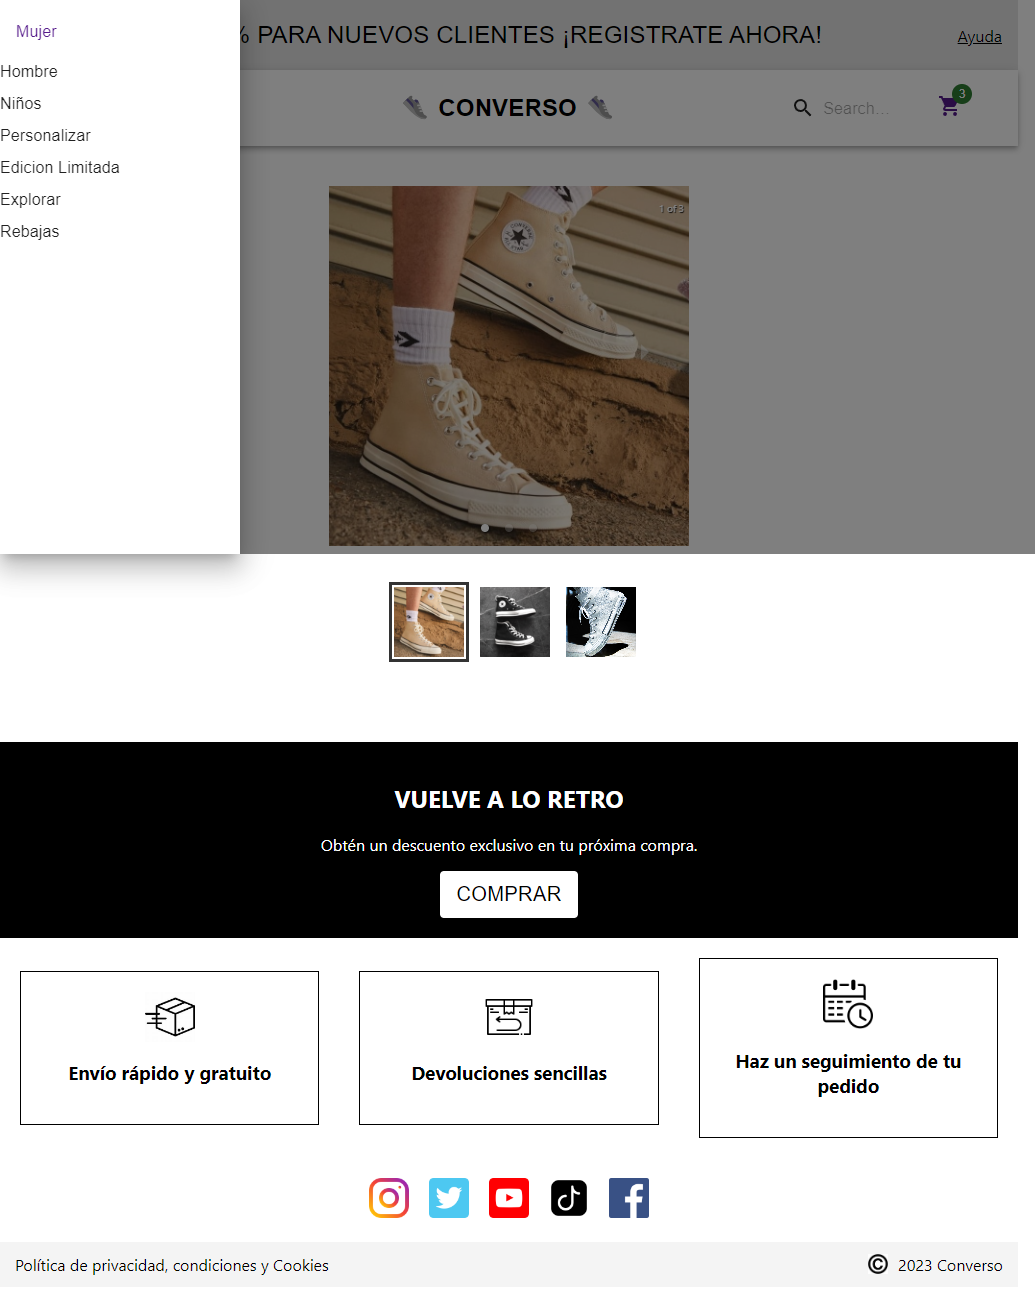 Mujer
Hombre
Niños
Personalizar
Edicion Limitada
Explorar
Rebajas
% PARA NUEVOS CLIENTES ¡REGISTRATE AHORA!
Ayuda
CONVERSO
Search...
3
1 of 3
VUELVE A LO RETRO
Obtén un descuento exclusivo en tu próxima compra.
COMPRAR
Envío rápido y gratuito
Devoluciones sencillas
Haz un seguimiento de tu
pedido
Política de privacidad, condiciones y Cookies
© 2023 Converso